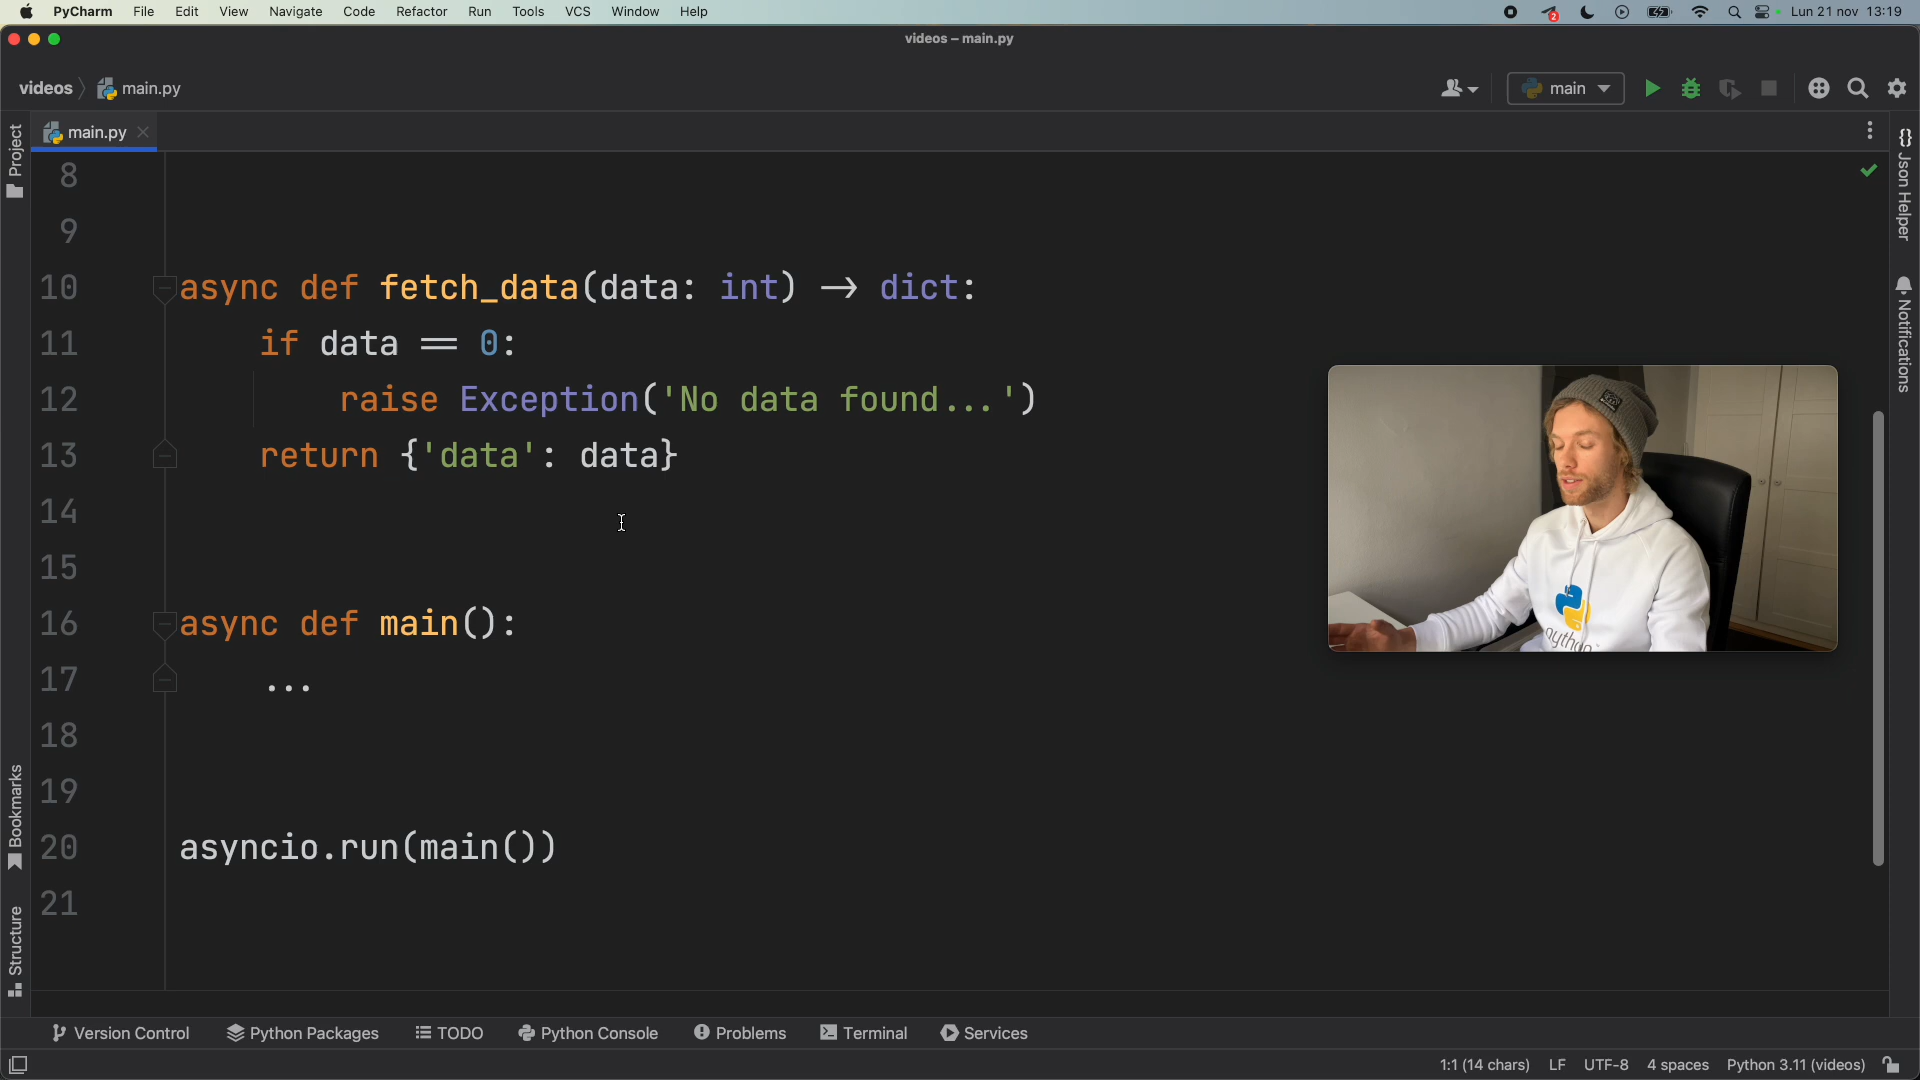 PyCharm File Edit View Navigate Code Refactor Run Tools VCS Window Help 2 Lun 21 nov 13:19
videos – main.py
videos main.py main
main.py
Project
Json Helper
Notifications
Bookmarks
Structure
8
9
10 async def fetch_data(data: int) -> dict:
11 if data == 0:
12 raise Exception('No data found...')
13 return {'data': data}
14
15
16 async def main():
17 ...
18
19
20 asyncio.run(main())
21
python
Version Control Python Packages TODO Python Console Problems Terminal Services
1:1 (14 chars) LF UTF-8 4 spaces Python 3.11 (videos)